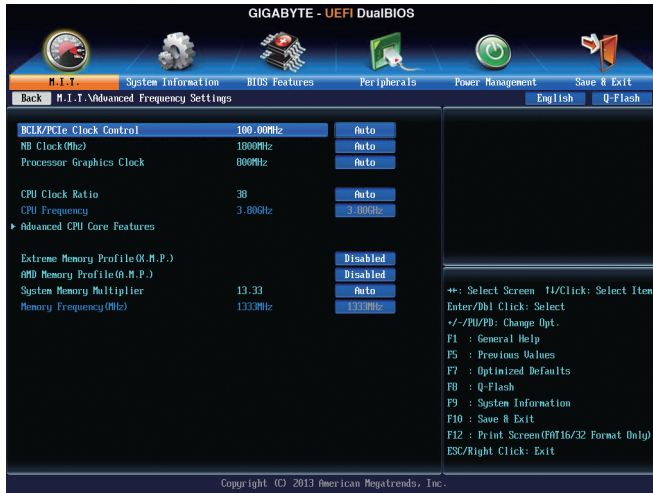 GIGABYTE - UEFI DualBIOS
M.I.T. System Information BIOS Features Peripherals Power Management Save & Exit
Back M.I.T.\Advanced Frequency Settings English Q-Flash
BCLK/PCIe Clock Control 100.00MHz Auto
NB Clock(Mhz) 1800MHz Auto
Processor Graphics Clock 800MHz Auto
CPU Clock Ratio 38 Auto
CPU Frequency 3.80GHz 3.80GHz
Advanced CPU Core Features
Extreme Memory Profile(X.M.P.) Disabled
AMD Memory Profile(A.M.P.) Disabled
System Memory Multiplier 13.33 Auto
Memory Frequency(MHz) 1333MHz 1333MHz
→←: Select Screen ↑↓/Click: Select Item
Enter/Dbl Click: Select
+/-/PU/PD: Change Opt.
F1 : General Help
F5 : Previous Values
F7 : Optimized Defaults
F8 : Q-Flash
F9 : System Information
F10 : Save & Exit
F12 : Print Screen(FAT16/32 Format Only)
ESC/Right Click: Exit
Copyright (C) 2013 American Megatrends, Inc.